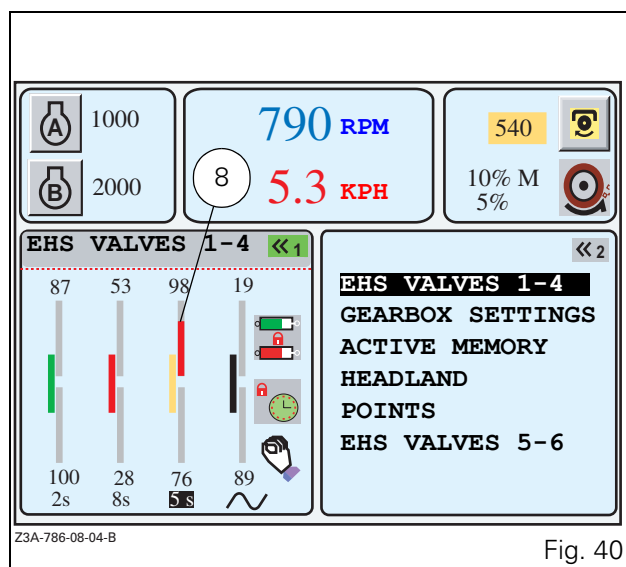 A 1000
B 2000
790 RPM
8
5.3 KPH
540
10% M
5%
EHS VALVES 1-4 «1
87 53 98 19
100 28 76 89
2s 8s 5 s
«2
EHS VALVES 1-4
GEARBOX SETTINGS
ACTIVE MEMORY
HEADLAND
POINTS
EHS VALVES 5-6
Z3A-786-08-04-B
Fig. 40